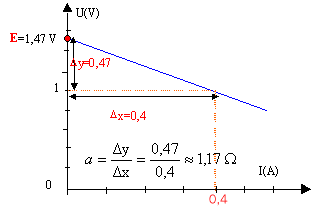 U(V)
E=1,47 V
Δy=0,47
1
Δx=0,4
a = Δy/Δx = 0,47/0,4 ≈ 1,17 Ω
I(A)
0
0,4